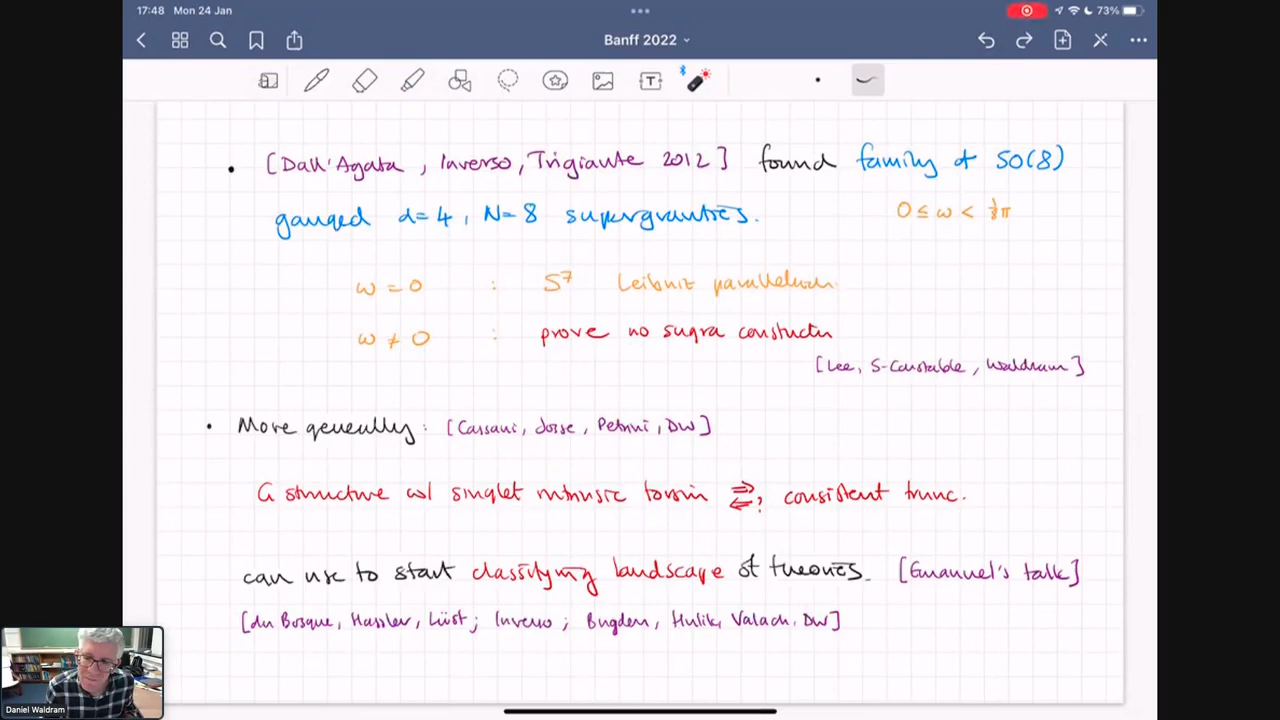 17:48 Mon 24 Jan
73%
Banff 2022
• [Dall'Agata, Inverso, Trigiante 2012] found family of SO(8)
gauged d=4, N=8 supergravities. 0 ≤ ω < 1/8 π
ω = 0 : S⁷ Leibniz
ω ≠ 0 : prove no sugra
[Lee, S-Constable, Waldram]
• More generally: [Cassani, Josse, Petrini, DW]
G structure w/ singlet intrinsic torsion ⇒ ⇐? consistent trunc.
can use to start classifying landscape of theories. [Emanuel's talk]
[du Bosque, Hassler, Lüst; Inverso; Bugden, Hulik, Valach, DW]
Daniel Waldram